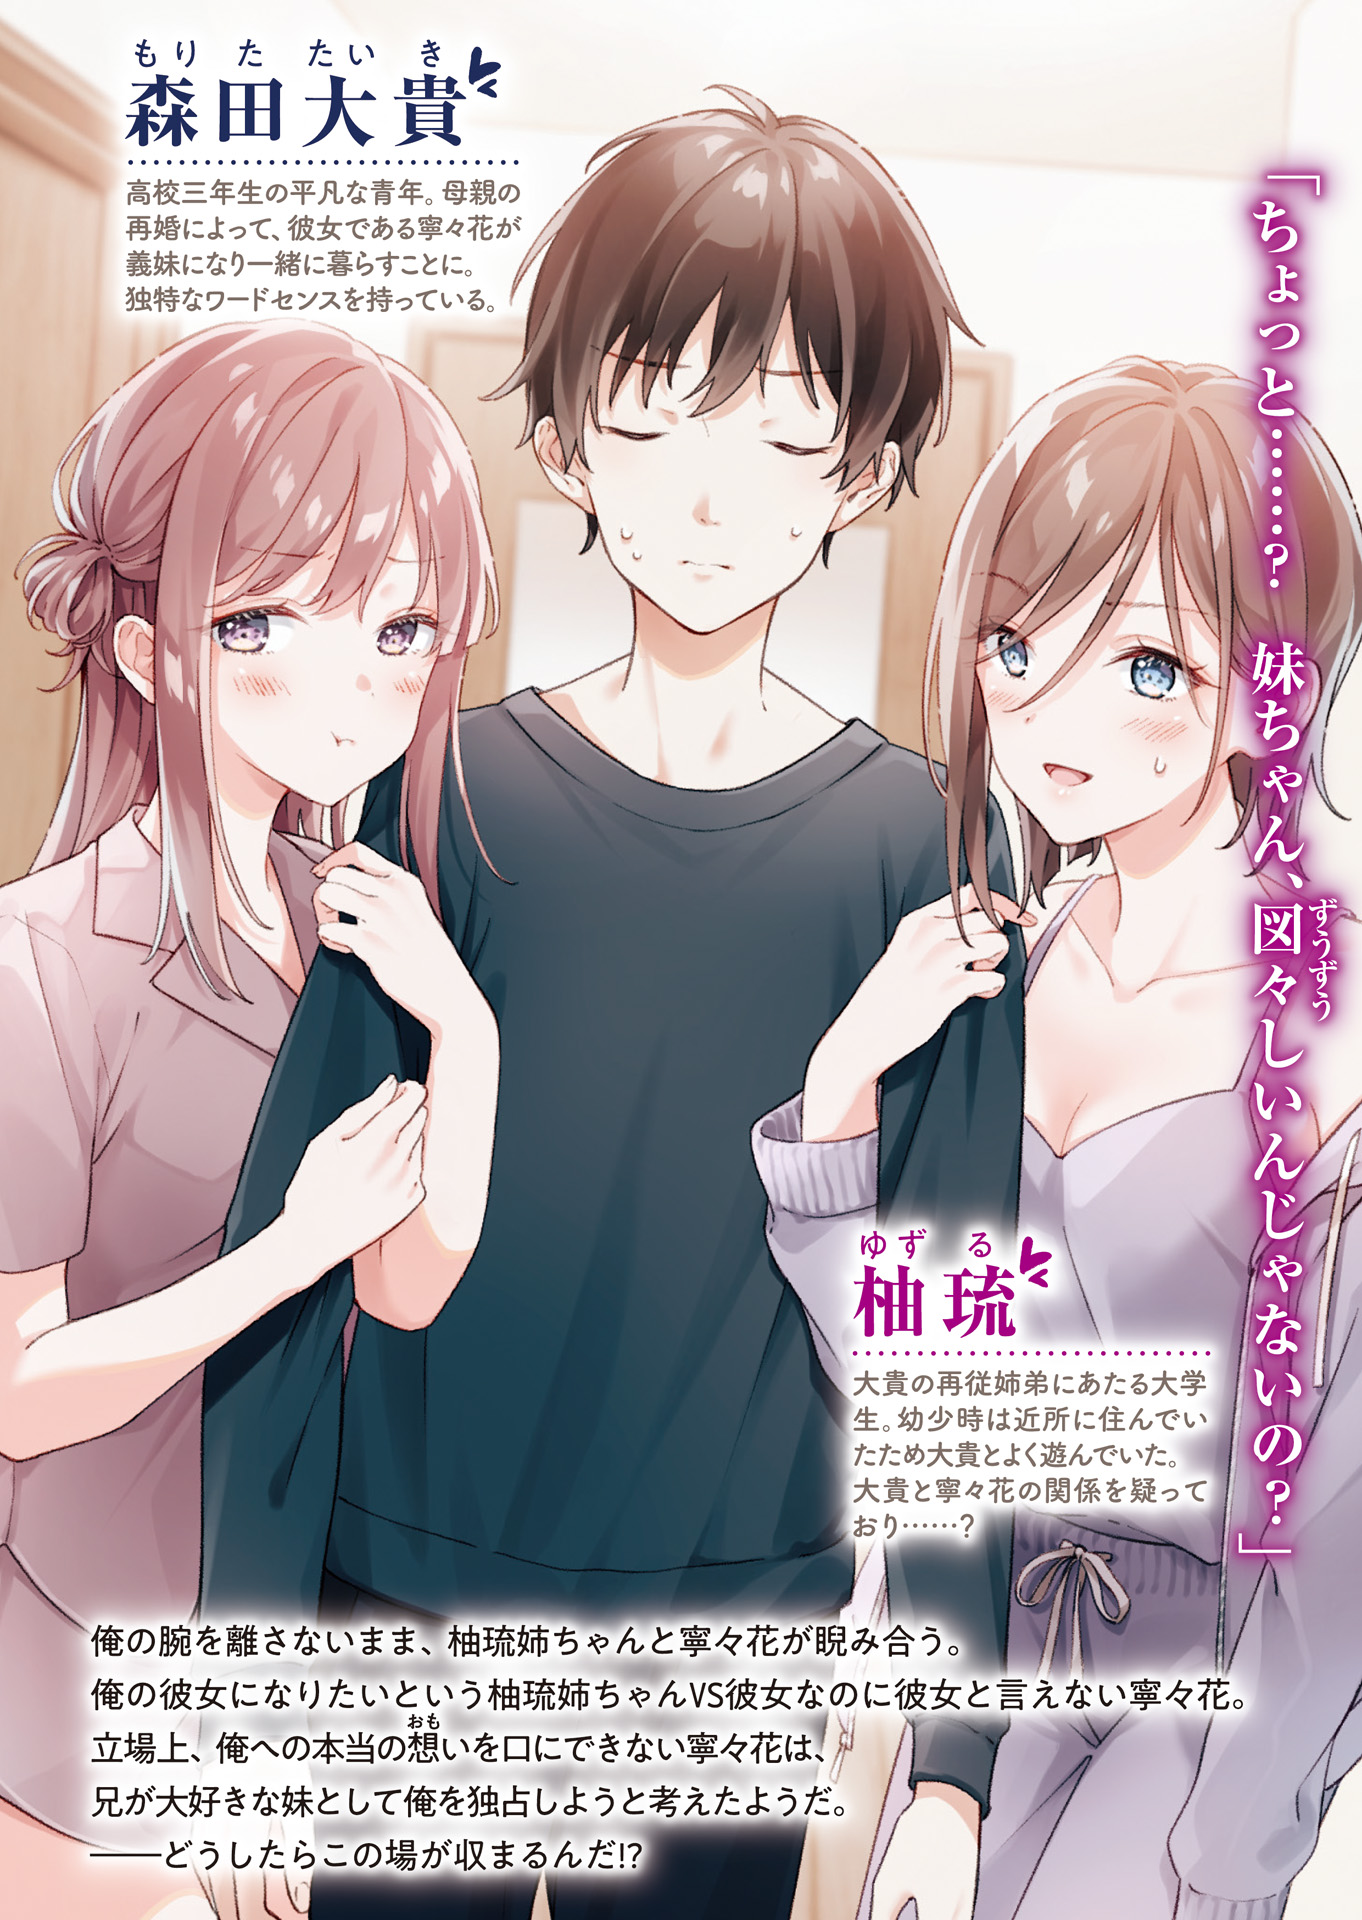 もりたたいき
森田大貴
高校三年生の平凡な青年。母親の
再婚によって、彼女である寧々花が
義妹になり一緒に暮らすことに。
独特なワードセンスを持っている。
「ちょっと……？　妹ちゃん、図々しいんじゃないの？」
ずうずう
ゆずる
柚琉
大貴の再従姉弟にあたる大学
生。幼少時は近所に住んでい
たため大貴とよく遊んでいた。
大貴と寧々花の関係を疑って
おり……？
俺の腕を離さないまま、柚琉姉ちゃんと寧々花が睨み合う。
俺の彼女になりたいという柚琉姉ちゃんVS彼女なのに彼女と言えない寧々花。
おも
立場上、俺への本当の想いを口にできない寧々花は、
兄が大好きな妹として俺を独占しようと考えたようだ。
――どうしたらこの場が収まるんだ!?